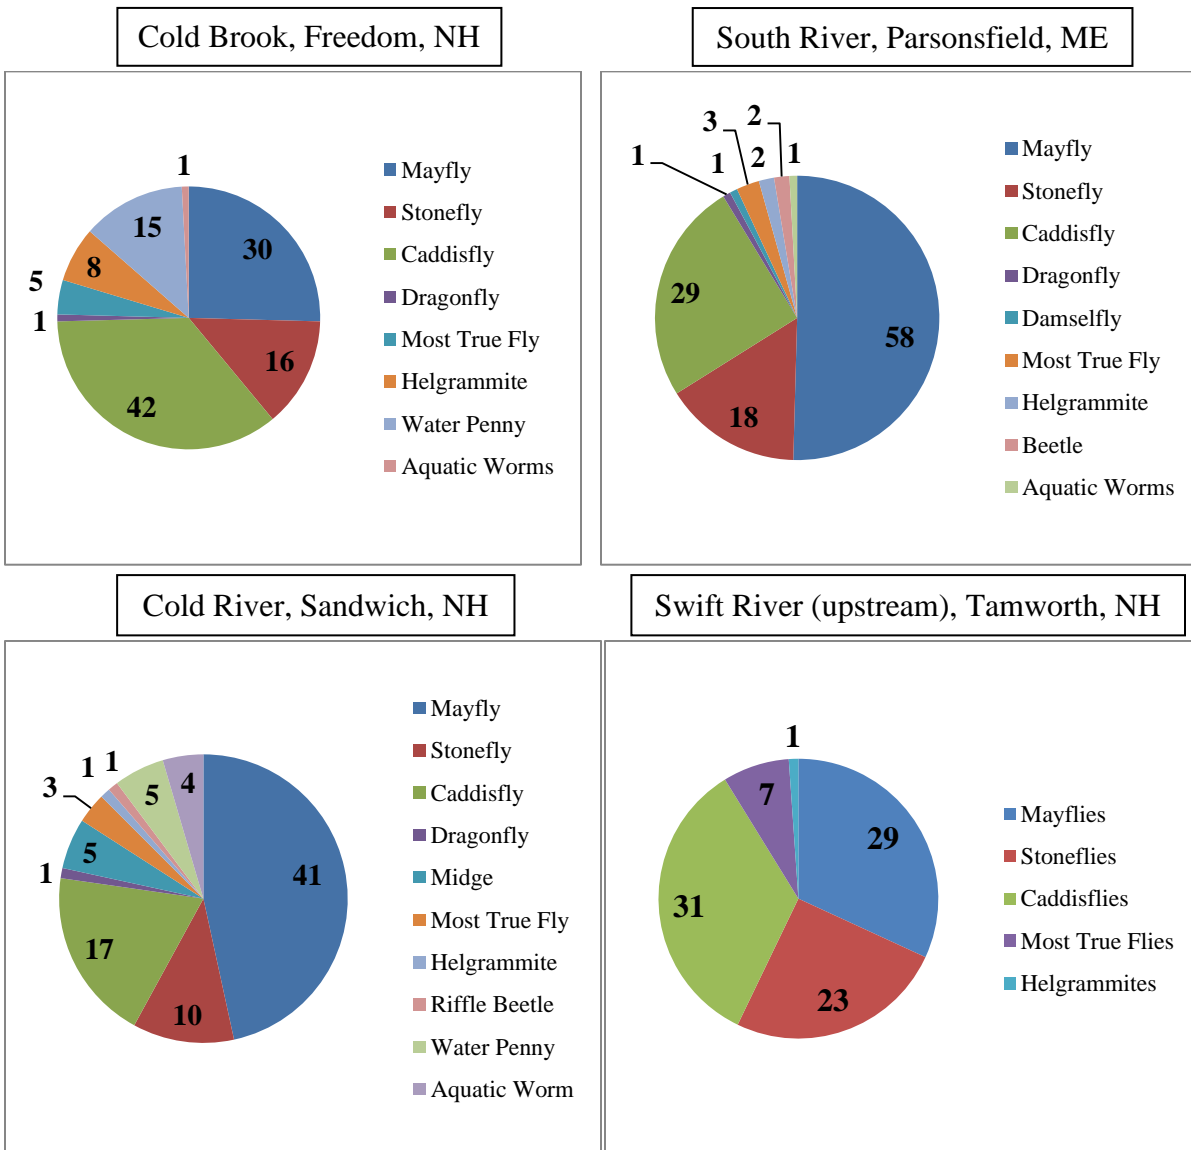 Cold Brook, Freedom, NH
1
30
16
42
1
5
8
15
Mayfly
Stonefly
Caddisfly
Dragonfly
Most True Fly
Helgrammite
Water Penny
Aquatic Worms
South River, Parsonsfield, ME
1
1
3
2
2
1
58
18
29
Mayfly
Stonefly
Caddisfly
Dragonfly
Damselfly
Most True Fly
Helgrammite
Beetle
Aquatic Worms
Cold River, Sandwich, NH
1
5
3
1
1
5
4
41
10
17
Mayfly
Stonefly
Caddisfly
Dragonfly
Midge
Most True Fly
Helgrammite
Riffle Beetle
Water Penny
Aquatic Worm
Swift River (upstream), Tamworth, NH
1
7
29
31
23
Mayflies
Stoneflies
Caddisflies
Most True Flies
Helgrammites